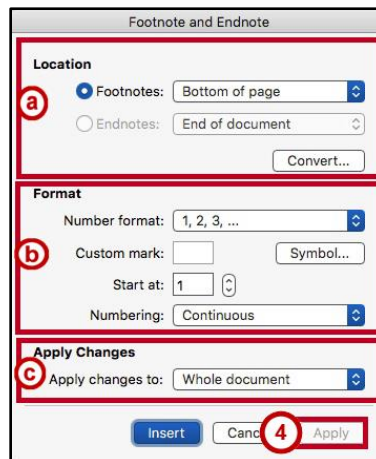 Footnote and Endnote
Location
a
Footnotes: Bottom of page
Endnotes: End of document
Convert...
Format
Number format: 1, 2, 3, ...
b
Custom mark: Symbol...
Start at: 1
Numbering: Continuous
Apply Changes
c
Apply changes to: Whole document
Insert Canc 4 Apply